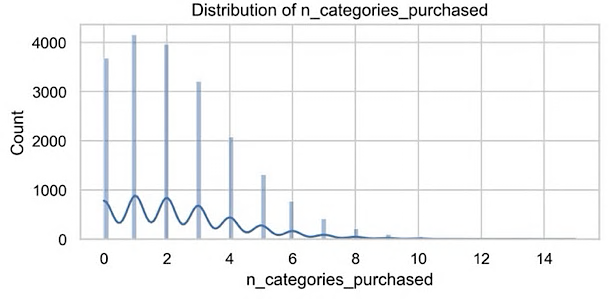 Distribution of n_categories_purchased
4000
3000
2000
1000
0
Count
0 2 4 6 8 10 12 14
n_categories_purchased